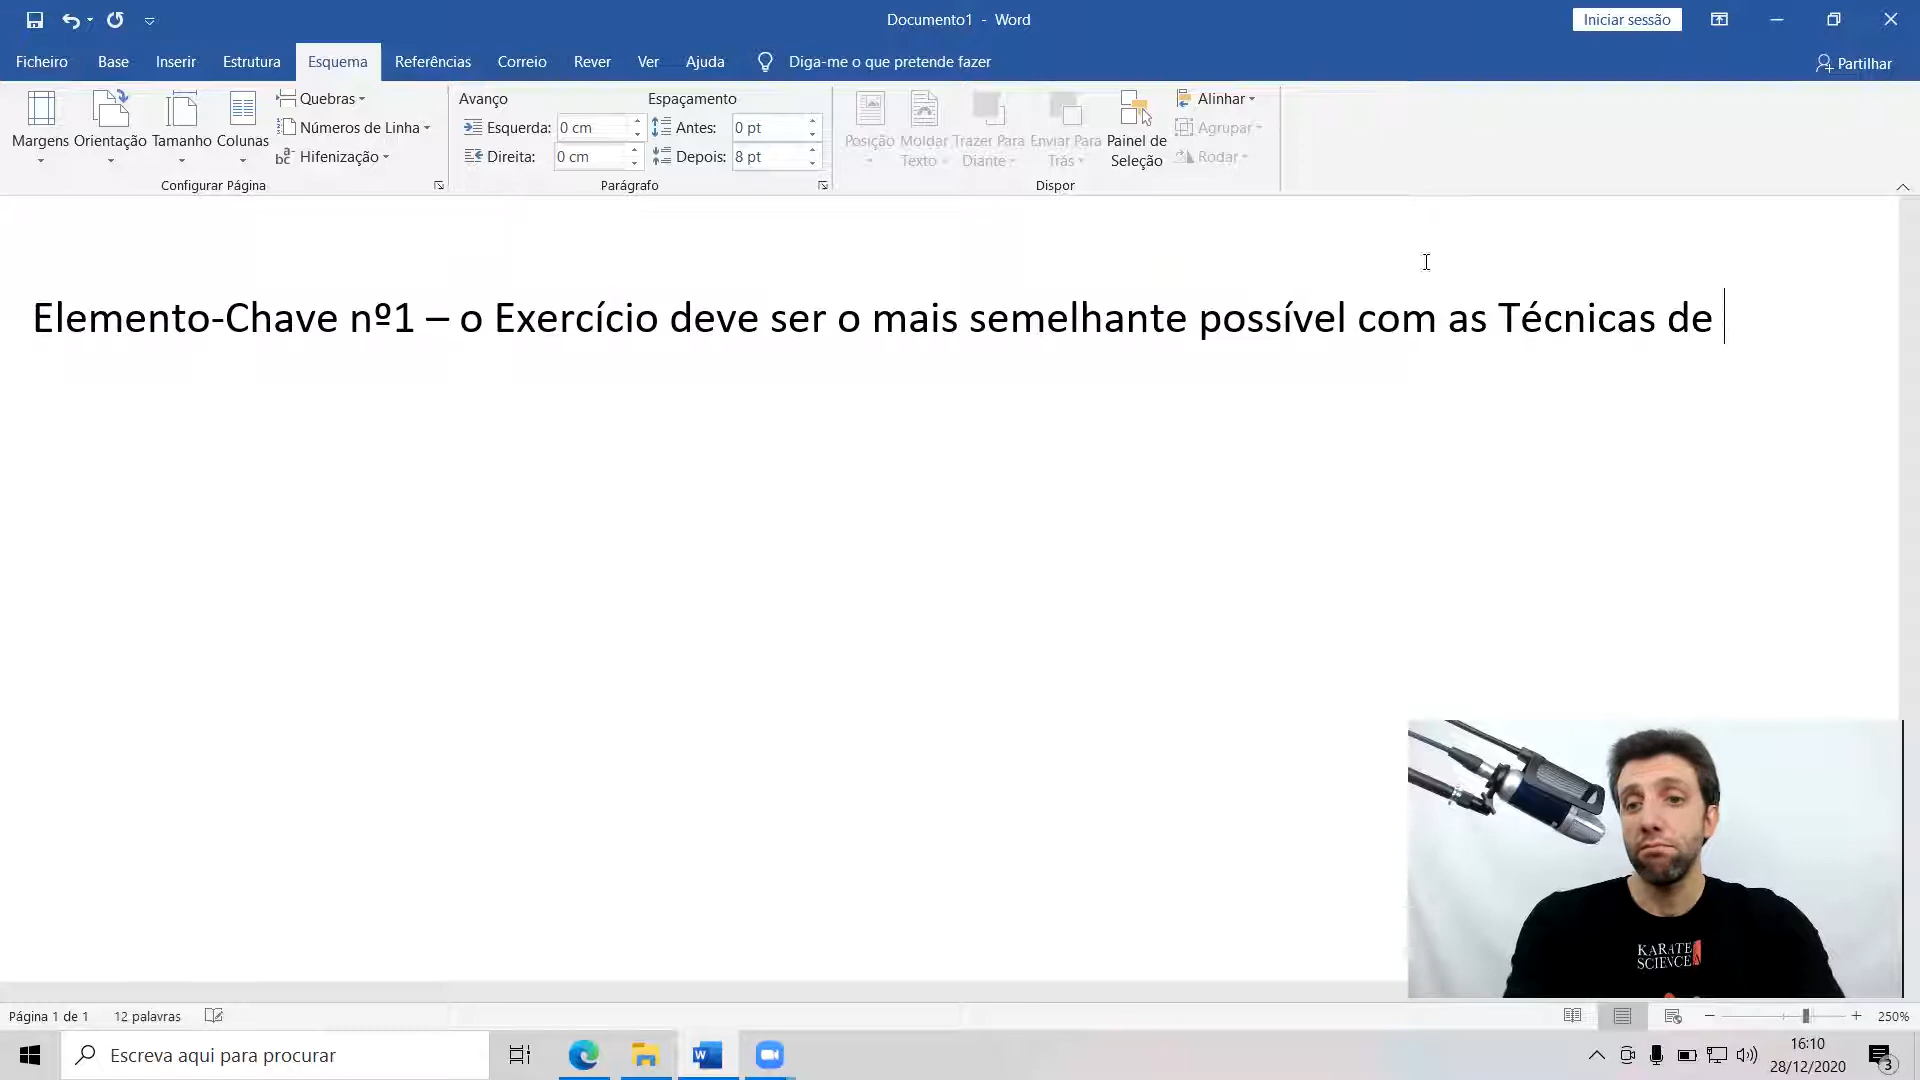 Documento1 - Word
Iniciar sessão
Ficheiro Base Inserir Estrutura Esquema Referências Correio Rever Ver Ajuda Diga-me o que pretende fazer
Partilhar
Margens
Orientação
Tamanho
Colunas
Quebras
Números de Linha
Hifenização
Configurar Página
Avanço
Esquerda: 0 cm
Direita: 0 cm
Espaçamento
Antes: 0 pt
Depois: 8 pt
Parágrafo
Posição
Moldar
Texto
Trazer Para
Diante
Enviar Para
Trás
Painel de
Seleção
Alinhar
Agrupar
Rodar
Dispor
Elemento-Chave nº1 – o Exercício deve ser o mais semelhante possível com as Técnicas de
KARATE
SCIENCE
Página 1 de 1 12 palavras
250%
Escreva aqui para procurar
16:10
28/12/2020
3